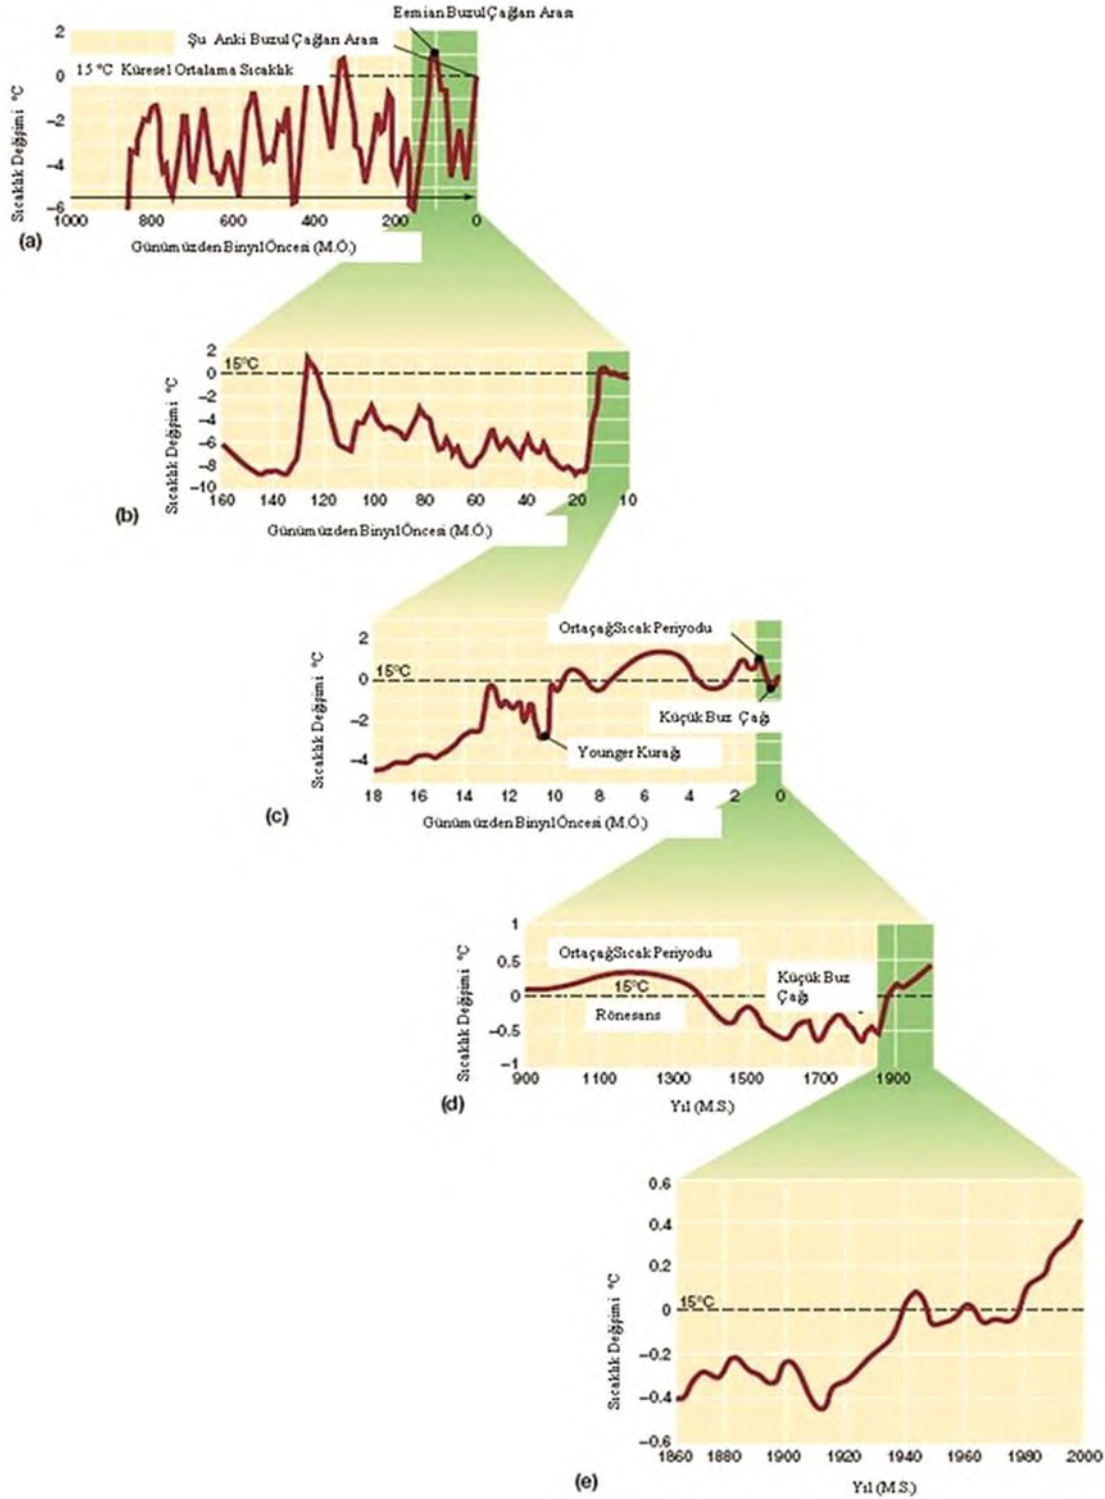 Eemian Buzul Çağları Arası
Şu Anki Buzul Çağları Arası
15 °C Küresel Ortalama Sıcaklık
Sıcaklık Değişimi °C
2
0
−2
−4
−6
1000 800 600 400 200 0
(a)
Günümüzden Binyıl Öncesi (M.Ö.)
Sıcaklık Değişimi °C
2
15°C
0
−2
−4
−6
−8
−10
160 140 120 100 80 60 40 20 10
(b)
Günümüzden Binyıl Öncesi (M.Ö.)
Ortaçağ Sıcak Periyodu
Sıcaklık Değişimi °C
2
15°C
0
Küçük Buz Çağı
−2
Younger Kurağı
−4
18 16 14 12 10 8 6 4 2 0
(c)
Günümüzden Binyıl Öncesi (M.Ö.)
Sıcaklık Değişimi °C
1
Ortaçağ Sıcak Periyodu
0.5
Küçük Buz
Çağı
15°C
0
Rönesans
−0.5
−1
900 1100 1300 1500 1700 1900
(d)
Yıl (M.S.)
Sıcaklık Değişimi °C
0.6
0.4
0.2
15°C
0
−0.2
−0.4
−0.6
1860 1880 1900 1920 1940 1960 1980 2000
(e)
Yıl (M.S.)